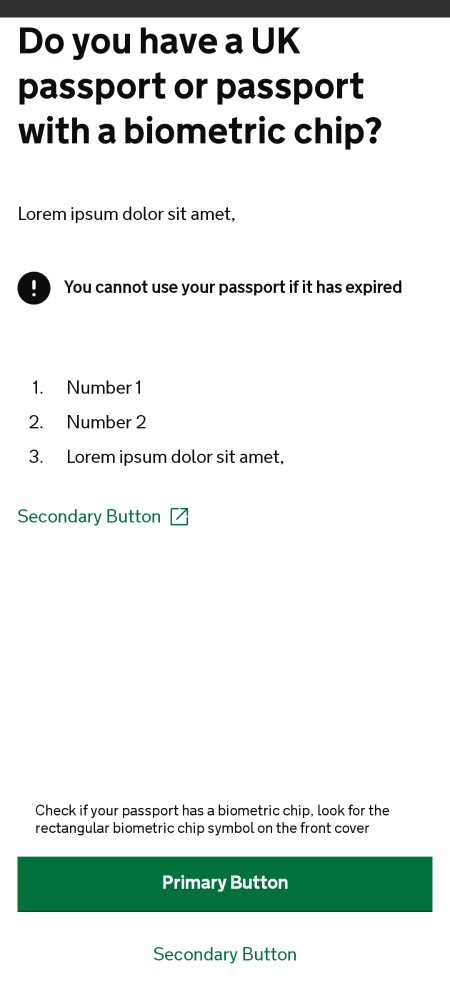 Do you have a UK
passport or passport
with a biometric chip?
Lorem ipsum dolor sit amet,
You cannot use your passport if it has expired
1. Number 1
2. Number 2
3. Lorem ipsum dolor sit amet,
Secondary Button
Check if your passport has a biometric chip, look for the
rectangular biometric chip symbol on the front cover
Primary Button
Secondary Button